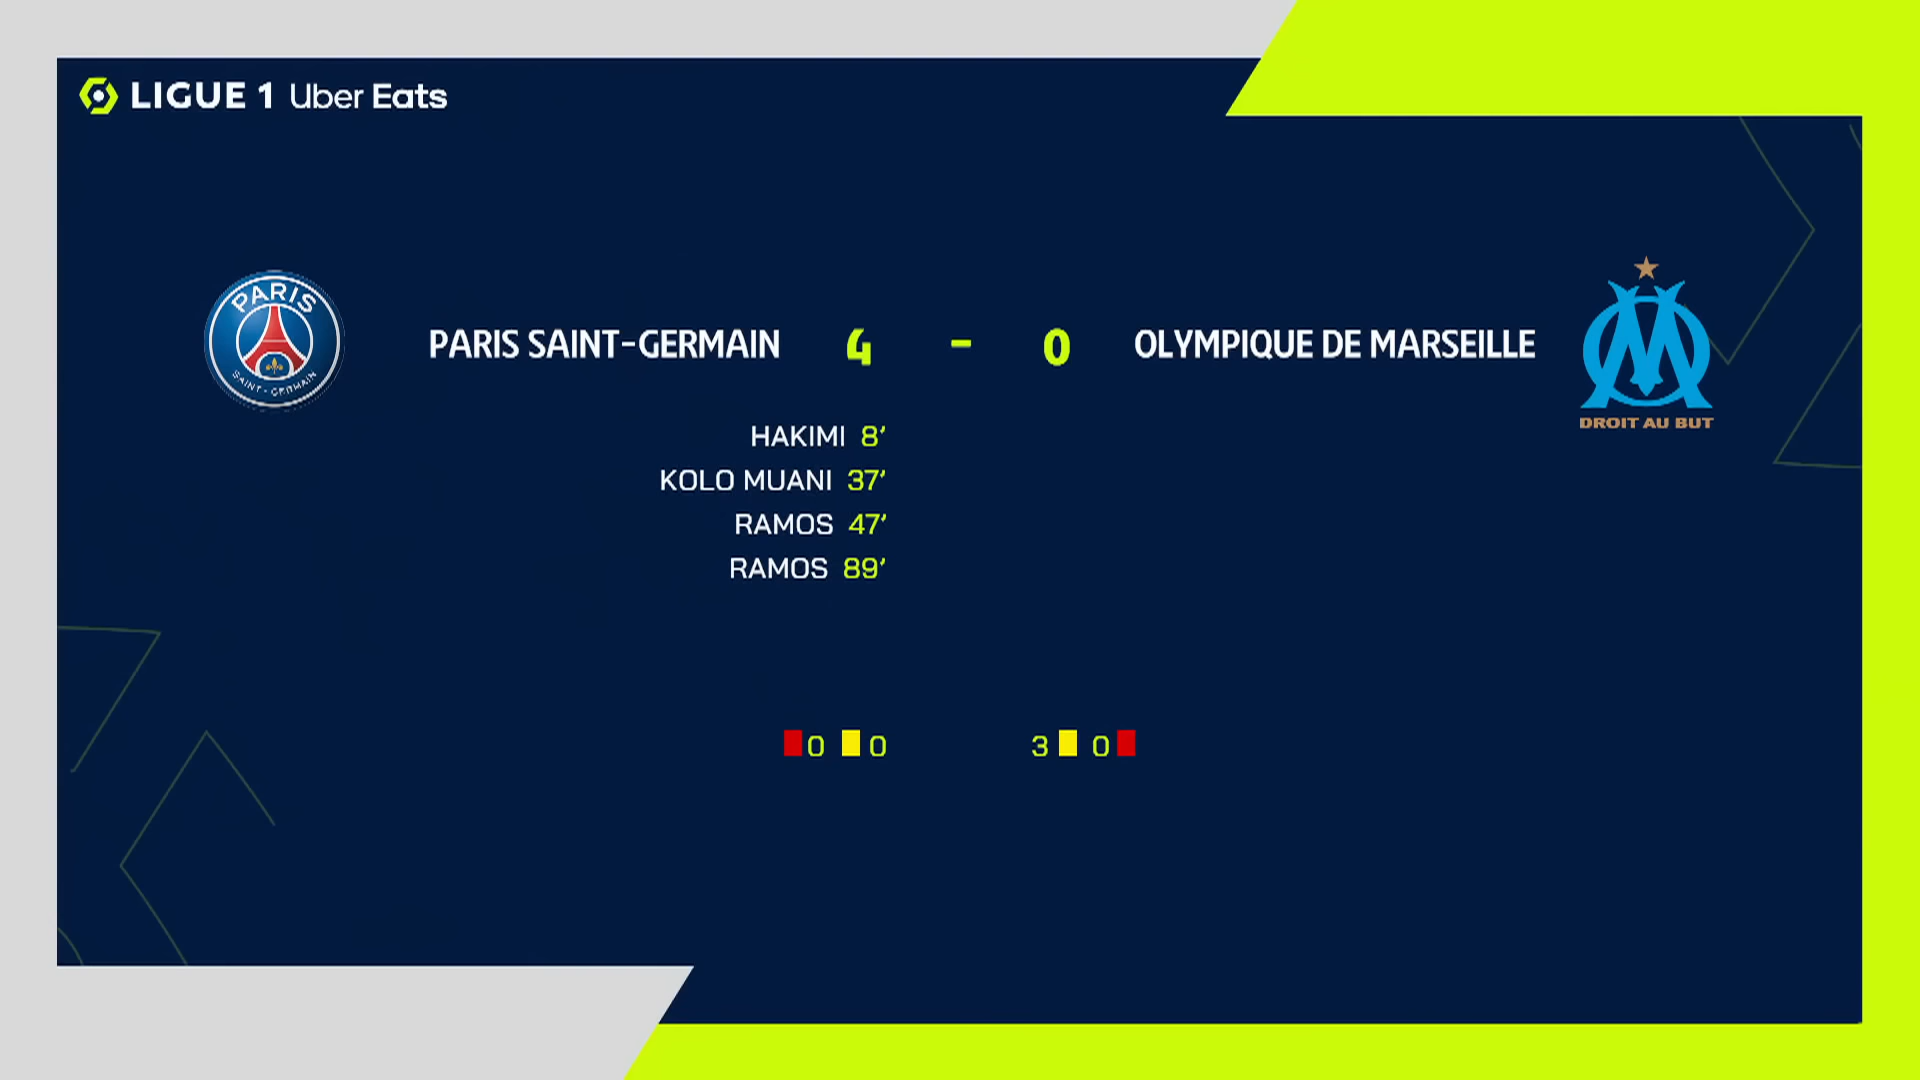 LIGUE 1 Uber Eats
PARIS
SAINT-GERMAIN
PARIS SAINT-GERMAIN 4 - 0 OLYMPIQUE DE MARSEILLE
DROIT AU BUT
HAKIMI 8’
KOLO MUANI 37’
RAMOS 47’
RAMOS 89’
0 0 3 0